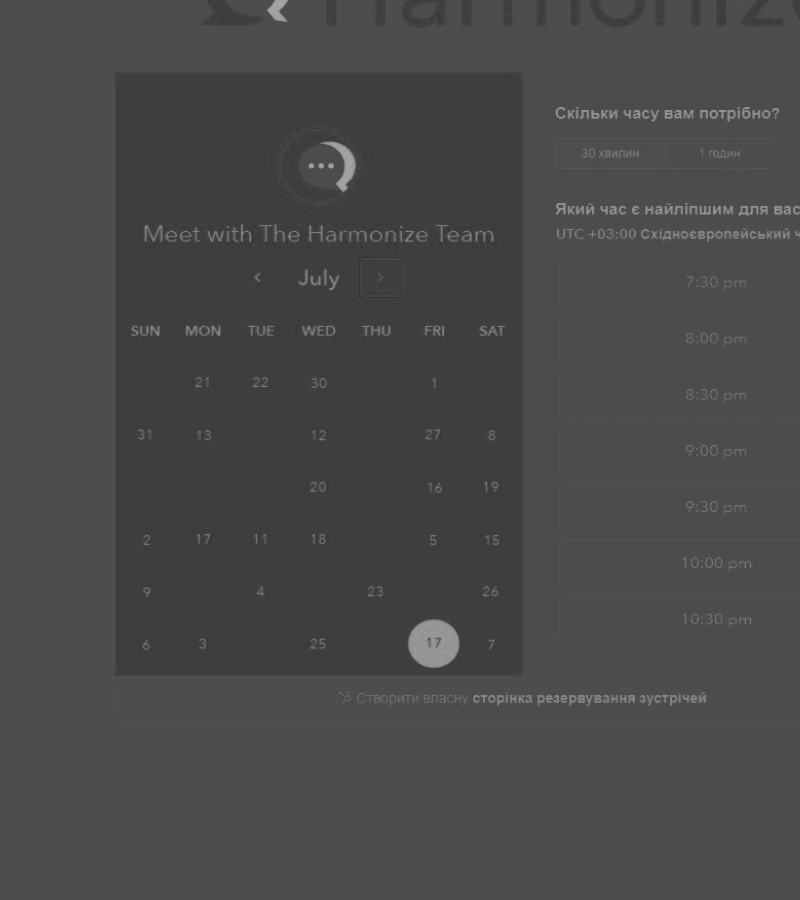 Harmonize
Meet with The Harmonize Team
July
SUN MON TUE WED THU FRI SAT
21 22 30 1
31 13 12 27 8
20 16 19
2 17 11 18 5 15
9 4 23 26
6 3 25 17 7
Скільки часу вам потрібно?
30 хвилин 1 годин
Який час є найліпшим для вас
UTC +03:00 Східноєвропейський ч
7:30 pm
8:00 pm
8:30 pm
9:00 pm
9:30 pm
10:00 pm
10:30 pm
Створити власну сторінка резервування зустрічей